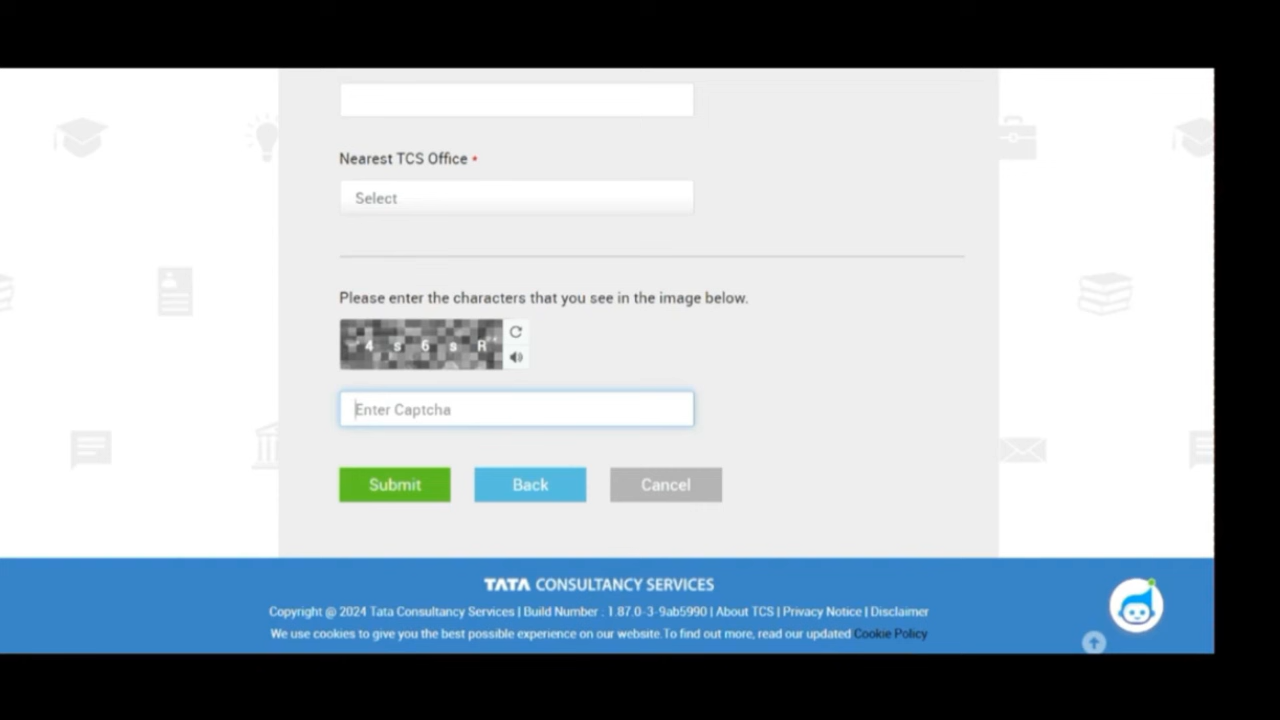 Nearest TCS Office *
Select
Please enter the characters that you see in the image below.
4 s 6 s R
Enter Captcha
Submit Back Cancel
TATA CONSULTANCY SERVICES
Copyright @ 2024 Tata Consultancy Services | Build Number : 1.87.0-3-9ab5990 | About TCS | Privacy Notice | Disclaimer
We use cookies to give you the best possible experience on our website.To find out more, read our updated Cookie Policy